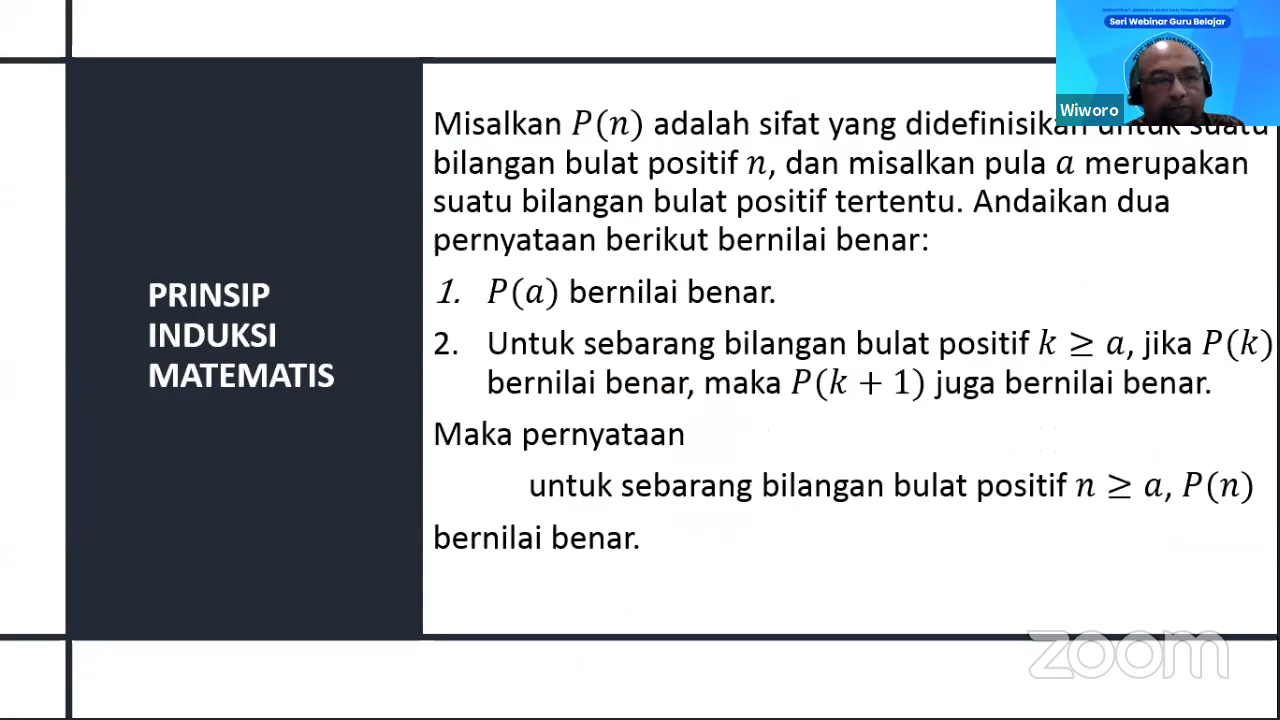 Seri Webinar Guru Belajar
Wiworo
PRINSIP
INDUKSI
MATEMATIS
Misalkan P(n) adalah sifat yang didefinisikan untuk suatu
bilangan bulat positif n, dan misalkan pula a merupakan
suatu bilangan bulat positif tertentu. Andaikan dua
pernyataan berikut bernilai benar:
1. P(a) bernilai benar.
2. Untuk sebarang bilangan bulat positif k ≥ a, jika P(k)
bernilai benar, maka P(k + 1) juga bernilai benar.
Maka pernyataan
untuk sebarang bilangan bulat positif n ≥ a, P(n)
bernilai benar.
zoom